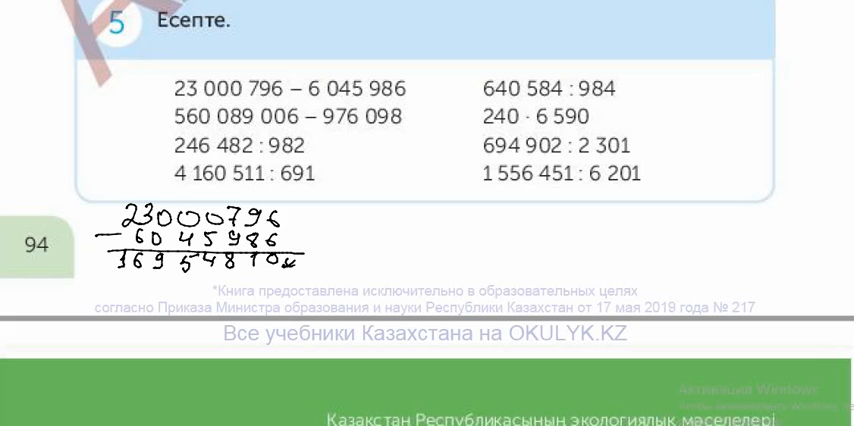 5 Есепте.
23 000 796 – 6 045 986 640 584 : 984
560 089 006 – 976 098 240 · 6 590
246 482 : 982 694 902 : 2 301
4 160 511 : 691 1 556 451 : 6 201
23000796
– 6045986
16954810
94
*Книга предоставлена исключительно в образовательных целях
согласно Приказа Министра образования и науки Республики Казахстан от 17 мая 2019 года № 217
Все учебники Казахстана на OKULYK.KZ
Активация Windows
Қазақстан Республикасының экологиялық мәселелері